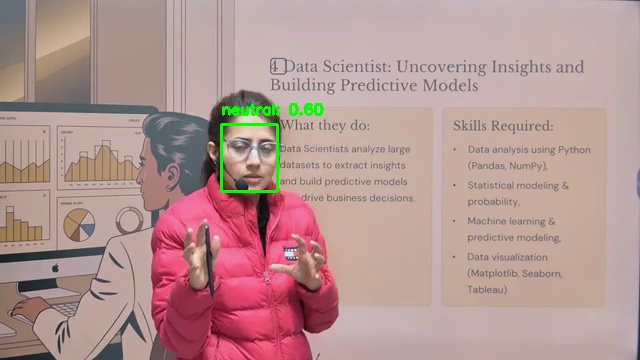 neutral: 0.60
4 Data Scientist: Uncovering Insights and
Building Predictive Models
What they do:
Data Scientists analyze large
datasets to extract insights
and build predictive models
drive business decisions.
Skills Required:
• Data analysis using Python
(Pandas, NumPy),
• Statistical modeling &
probability,
• Machine learning &
predictive modeling,
• Data visualization
(Matplotlib, Seaborn,
Tableau)